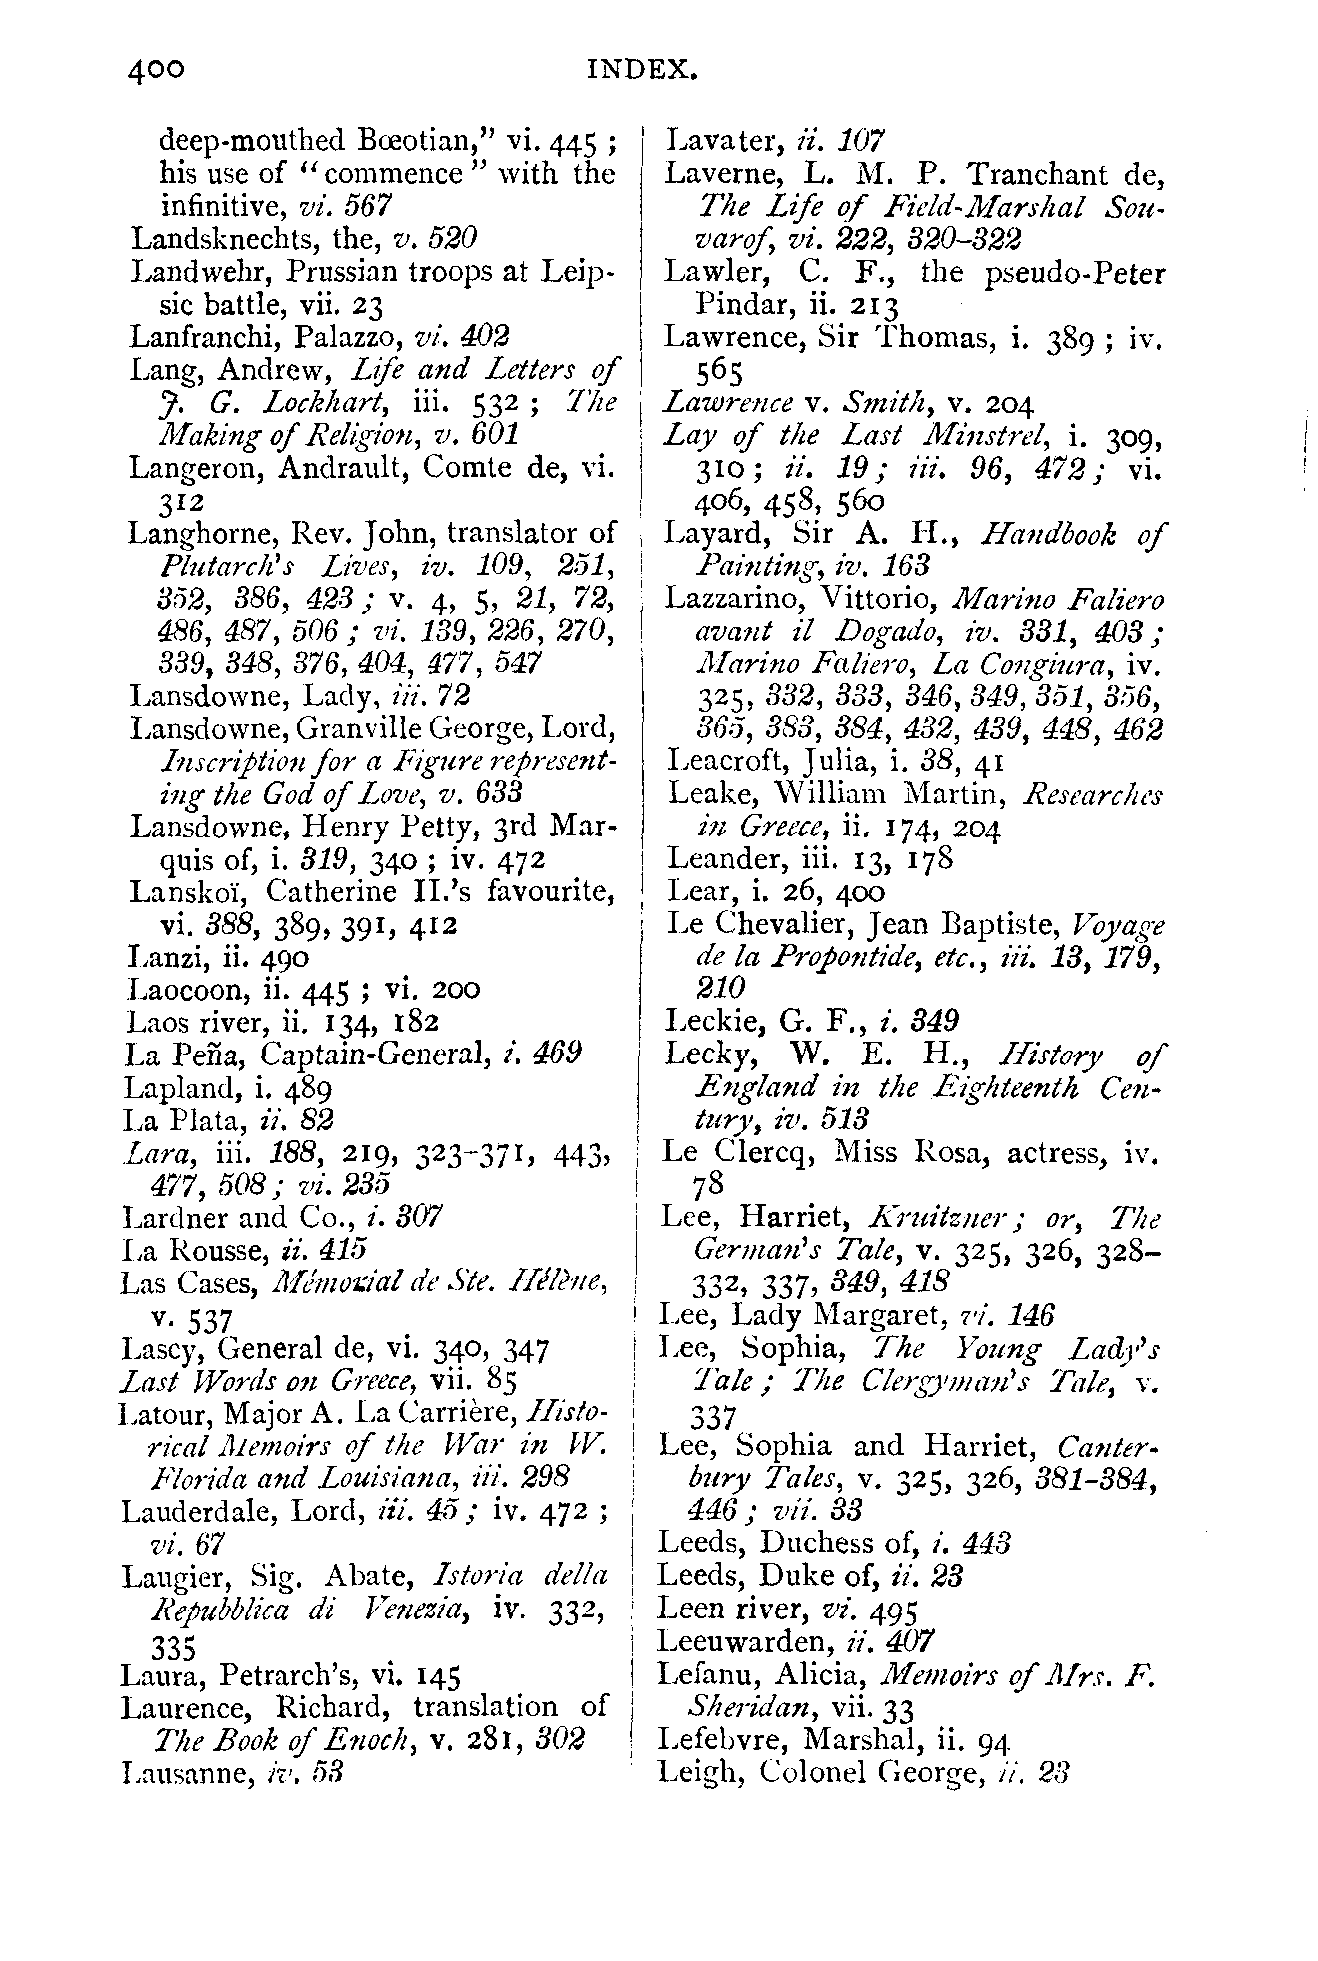 400
INDEX.
deep-mouthed Bœotian," vi. 445 ;
his use of "commence" with the
infinitive, vi. 567
Landsknechts, the, v. 520
Landwehr, Prussian troops at Leip-
sic battle, vii. 23
Lanfranchi, Palazzo, vi. 402
Lang, Andrew, Life and Letters of
J. G. Lockhart, iii. 532 ; The
Making of Religion, v. 601
Langeron, Andrault, Comte de, vi.
312
Langhorne, Rev. John, translator of
Plutarch's Lives, iv. 109, 251,
352, 386, 423 ; v. 4, 5, 21, 72,
486, 487, 506 ; vi. 139, 226, 270,
339, 348, 376, 404, 477, 547
Lansdowne, Lady, iii. 72
Lansdowne, Granville George, Lord,
Inscription for a Figure represent-
ing the God of Love, v. 633
Lansdowne, Henry Petty, 3rd Mar-
quis of, i. 319, 340 ; iv. 472
Lanskoï, Catherine II.'s favourite,
vi. 388, 389, 391, 412
Lanzi, ii. 490
Laocoon, ii. 445 ; vi. 200
Laos river, ii. 134, 182
La Peña, Captain-General, i. 469
Lapland, i. 489
La Plata, ii. 82
Lara, iii. 188, 219, 323-371, 443,
477, 508 ; vi. 235
Lardner and Co., i. 307
La Rousse, ii. 415
Las Cases, Mémorial de Ste. Hélène,
v. 537
Lascy, General de, vi. 340, 347
Last Words on Greece, vii. 85
Latour, Major A. La Carrière, Histo-
rical Memoirs of the War in W.
Florida and Louisiana, iii. 298
Lauderdale, Lord, iii. 45 ; iv. 472 ;
vi. 67
Laugier, Sig. Abate, Istoria della
Repubblica di Venezia, iv. 332,
335
Laura, Petrarch's, vi. 145
Laurence, Richard, translation of
The Book of Enoch, v. 281, 302
Lausanne, iv. 53
Lavater, ii. 107
Laverne, L. M. P. Tranchant de,
The Life of Field-Marshal Sou-
varof, vi. 222, 320-322
Lawler, C. F., the pseudo-Peter
Pindar, ii. 213
Lawrence, Sir Thomas, i. 389 ; iv.
565
Lawrence v. Smith, v. 204
Lay of the Last Minstrel, i. 309,
310 ; ii. 19 ; iii. 96, 472 ; vi.
406, 458, 560
Layard, Sir A. H., Handbook of
Painting, iv. 163
Lazzarino, Vittorio, Marino Faliero
avant il Dogado, iv. 331, 403 ;
Marino Faliero, La Congiura, iv.
325, 332, 333, 346, 349, 351, 356,
365, 383, 384, 432, 439, 448, 462
Leacroft, Julia, i. 38, 41
Leake, William Martin, Researches
in Greece, ii. 174, 204
Leander, iii. 13, 178
Lear, i. 26, 400
Le Chevalier, Jean Baptiste, Voyage
de la Propontide, etc., iii. 13, 179,
210
Leckie, G. F., i. 349
Lecky, W. E. H., History of
England in the Eighteenth Cen-
tury, iv. 513
Le Clercq, Miss Rosa, actress, iv.
78
Lee, Harriet, Kruitzner ; or, The
German's Tale, v. 325, 326, 328–
332, 337, 349, 418
Lee, Lady Margaret, vi. 146
Lee, Sophia, The Young Lady's
Tale ; The Clergyman's Tale, v.
337
Lee, Sophia and Harriet, Canter-
bury Tales, v. 325, 326, 381-384,
446 ; vii. 33
Leeds, Duchess of, i. 443
Leeds, Duke of, ii. 23
Leen river, vi. 495
Leeuwarden, ii. 407
Lefanu, Alicia, Memoirs of Mrs. F.
Sheridan, vii. 33
Lefebvre, Marshal, ii. 94
Leigh, Colonel George, ii. 23